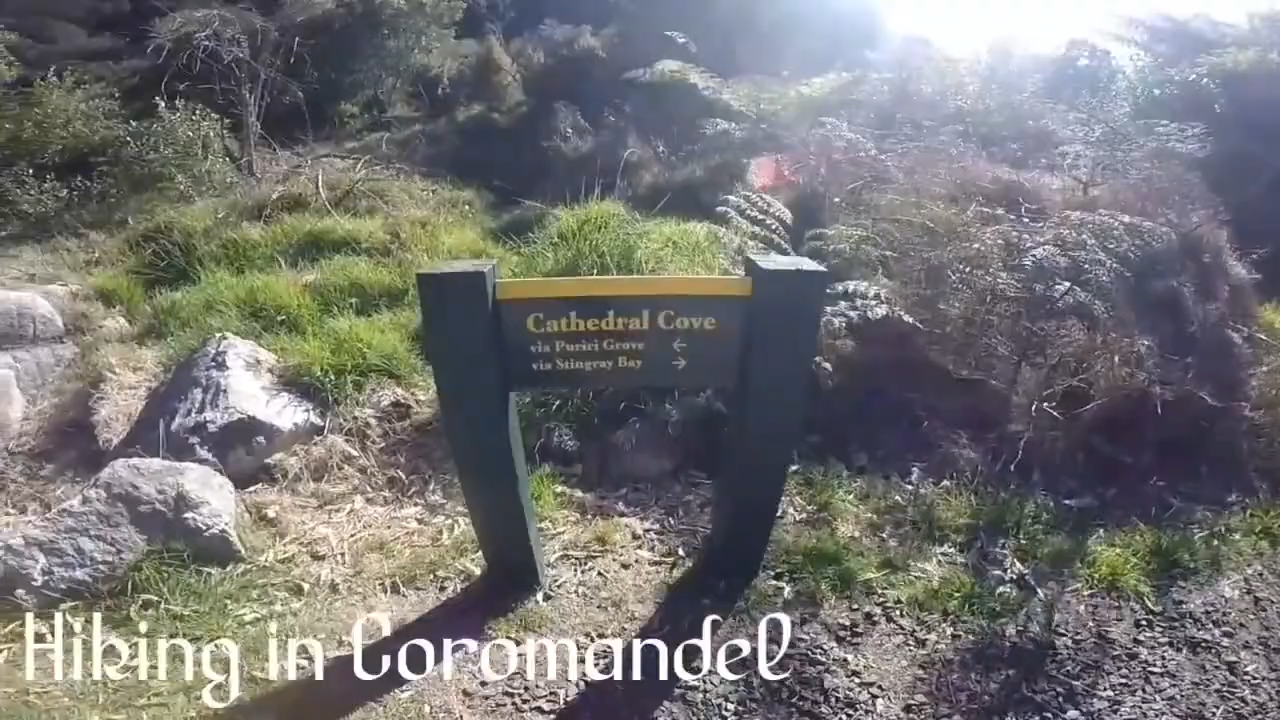 Cathedral Cove
via Puriri Grove ←
via Stingray Bay →
Hiking in Coromandel